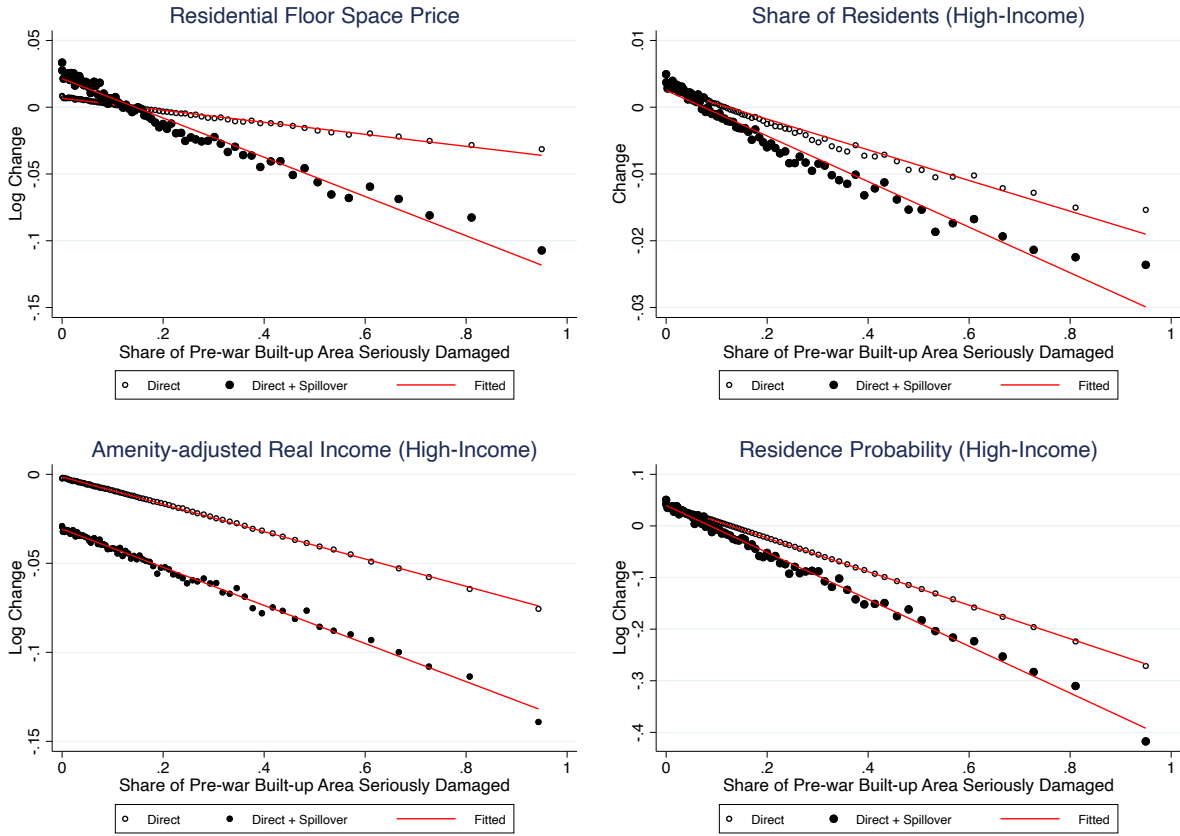 Residential Floor Space Price
Log Change
.05
0
-.05
-.1
-.15
0 .2 .4 .6 .8 1
Share of Pre-war Built-up Area Seriously Damaged
Direct Direct + Spillover Fitted
Share of Residents (High-Income)
Change
.01
0
-.01
-.02
-.03
0 .2 .4 .6 .8 1
Share of Pre-war Built-up Area Seriously Damaged
Direct Direct + Spillover Fitted
Amenity-adjusted Real Income (High-Income)
Log Change
0
-.05
-.1
-.15
0 .2 .4 .6 .8 1
Share of Pre-war Built-up Area Seriously Damaged
Direct Direct + Spillover Fitted
Residence Probability (High-Income)
Log Change
.1
0
-.1
-.2
-.3
-.4
0 .2 .4 .6 .8 1
Share of Pre-war Built-up Area Seriously Damaged
Direct Direct + Spillover Fitted